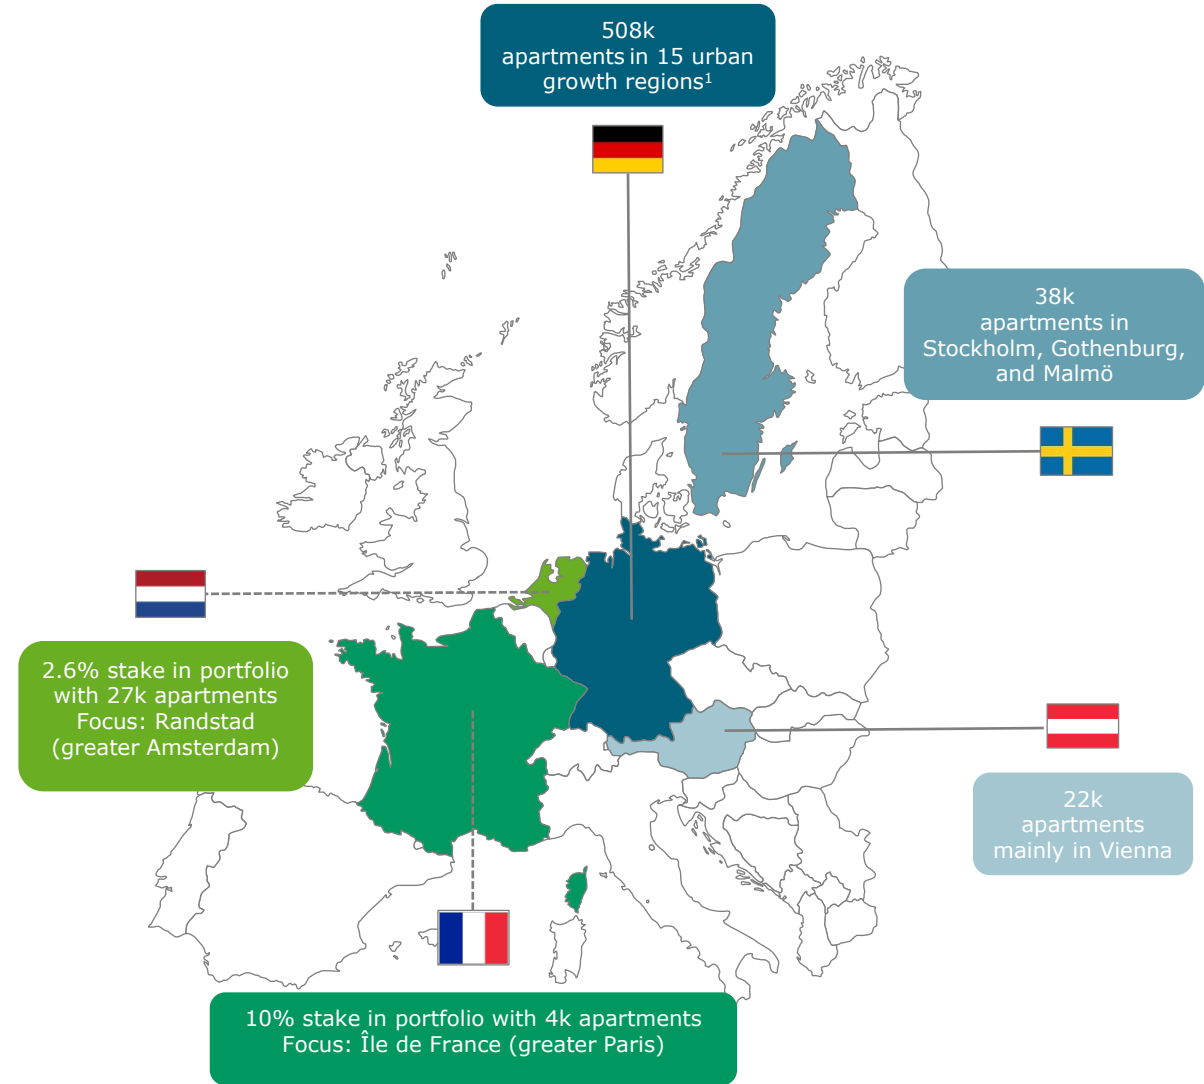 508k
apartments in 15 urban
growth regions¹
38k
apartments in
Stockholm, Gothenburg,
and Malmö
2.6% stake in portfolio
with 27k apartments
Focus: Randstad
(greater Amsterdam)
22k
apartments
mainly in Vienna
10% stake in portfolio with 4k apartments
Focus: Île de France (greater Paris)